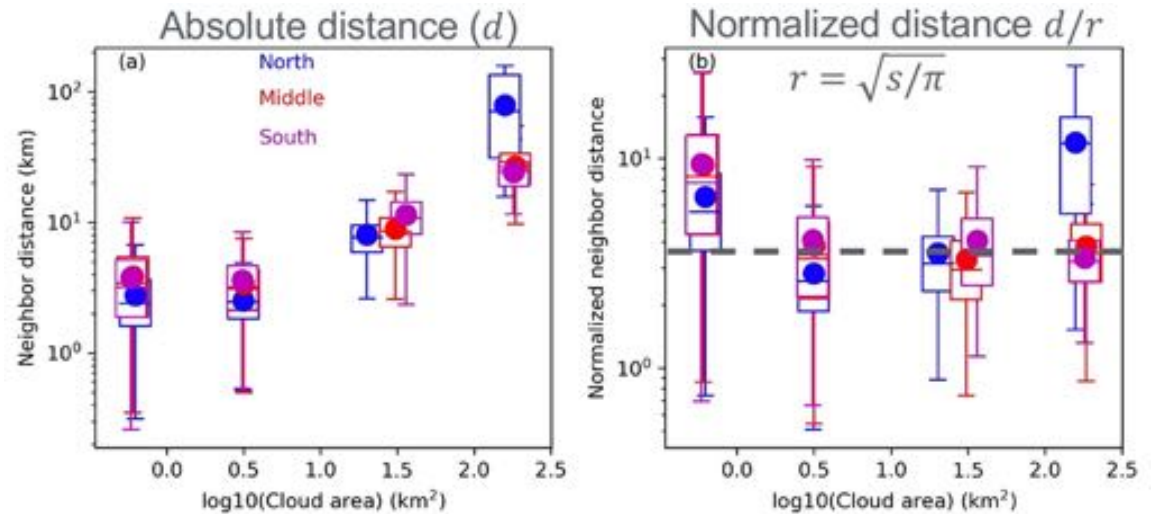 Absolute distance (d)
Normalized distance d/r
(a)
North
Middle
South
10²
10¹
10⁰
Neighbor distance (km)
0.0 0.5 1.0 1.5 2.0 2.5
log10(Cloud area) (km²)
(b)
r = √s/π
10¹
10⁰
Normalized neighbor distance
0.0 0.5 1.0 1.5 2.0 2.5
log10(Cloud area) (km²)